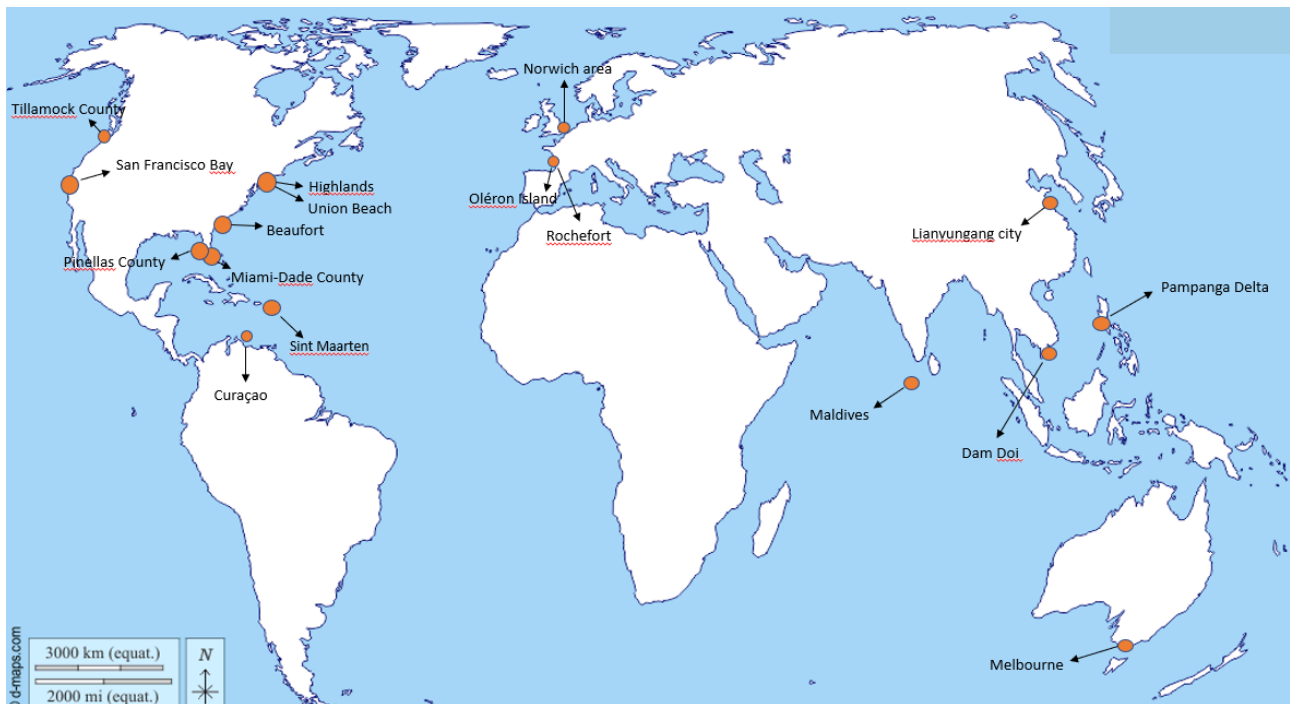 Norwich area
Tillamock County
San Francisco Bay
Highlands
Union Beach
Oléron Island
Rochefort
Beaufort
Lianyungang city
Pinellas County
Miami-Dade County
Pampanga Delta
Sint Maarten
Curaçao
Maldives
Dam Doi
Melbourne
3000 km (equat.)
2000 mi (equat.)
N
d-maps.com